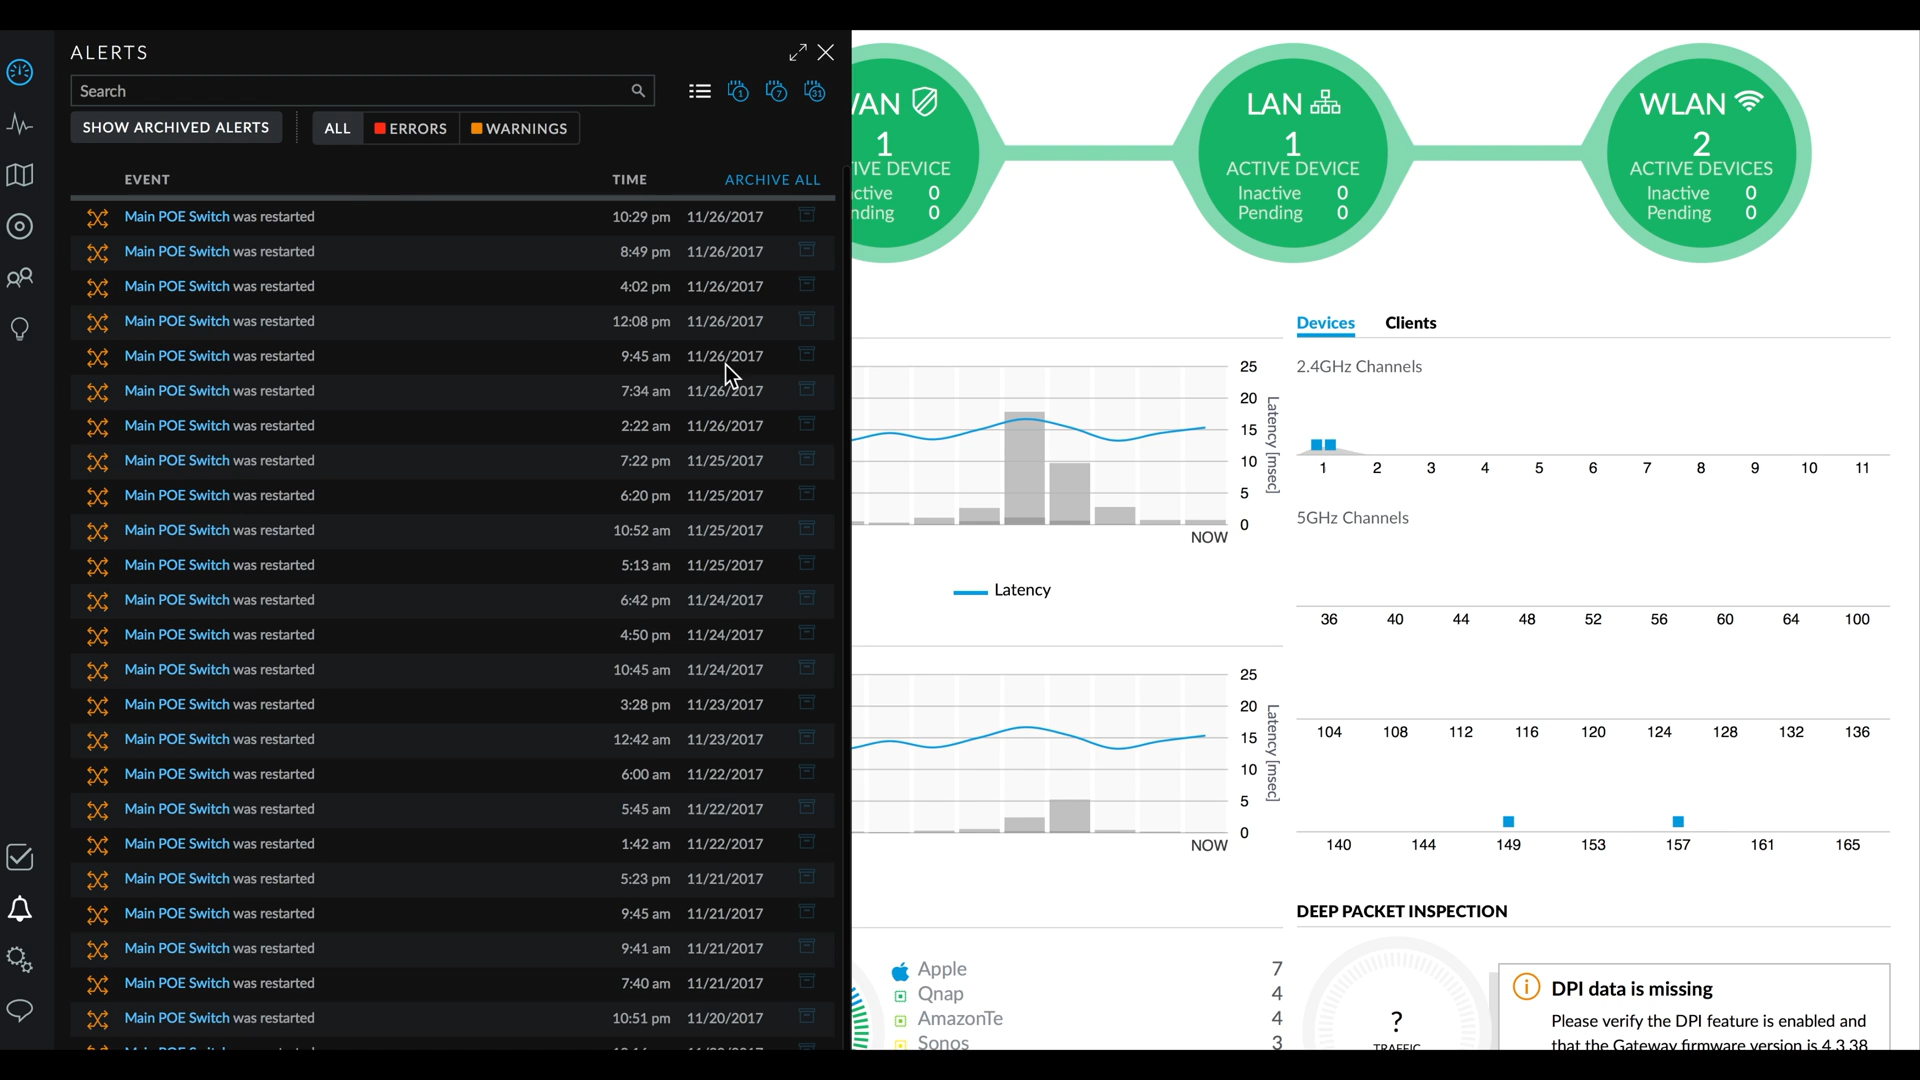 ALERTS
Search
1
7
31
SHOW ARCHIVED ALERTS
ALL
ERRORS
WARNINGS
EVENT TIME ARCHIVE ALL
Main POE Switch was restarted 10:29 pm 11/26/2017
Main POE Switch was restarted 8:49 pm 11/26/2017
Main POE Switch was restarted 4:02 pm 11/26/2017
Main POE Switch was restarted 12:08 pm 11/26/2017
Main POE Switch was restarted 9:45 am 11/26/2017
Main POE Switch was restarted 7:34 am 11/26/2017
Main POE Switch was restarted 2:22 am 11/26/2017
Main POE Switch was restarted 7:22 pm 11/25/2017
Main POE Switch was restarted 6:20 pm 11/25/2017
Main POE Switch was restarted 10:52 am 11/25/2017
Main POE Switch was restarted 5:13 am 11/25/2017
Main POE Switch was restarted 6:42 pm 11/24/2017
Main POE Switch was restarted 4:50 pm 11/24/2017
Main POE Switch was restarted 10:45 am 11/24/2017
Main POE Switch was restarted 3:28 pm 11/23/2017
Main POE Switch was restarted 12:42 am 11/23/2017
Main POE Switch was restarted 6:00 am 11/22/2017
Main POE Switch was restarted 5:45 am 11/22/2017
Main POE Switch was restarted 1:42 am 11/22/2017
Main POE Switch was restarted 5:23 pm 11/21/2017
Main POE Switch was restarted 9:45 am 11/21/2017
Main POE Switch was restarted 9:41 am 11/21/2017
Main POE Switch was restarted 7:40 am 11/21/2017
Main POE Switch was restarted 10:51 pm 11/20/2017
/AN
1
IVE DEVICE
ctive 0
nding 0
LAN
1
ACTIVE DEVICE
Inactive 0
Pending 0
WLAN
2
ACTIVE DEVICES
Inactive 0
Pending 0
25
20
15
10
5
0
Latency [msec]
NOW
Latency
25
20
15
10
5
0
Latency [msec]
NOW
Apple 7
Qnap 4
AmazonTe 4
Sonos 3
Devices Clients
2.4GHz Channels
1 2 3 4 5 6 7 8 9 10 11
5GHz Channels
36 40 44 48 52 56 60 64 100
104 108 112 116 120 124 128 132 136
140 144 149 153 157 161 165
DEEP PACKET INSPECTION
?
TRAFFIC
DPI data is missing
Please verify the DPI feature is enabled and
that the Gateway firmware version is 4.3.38